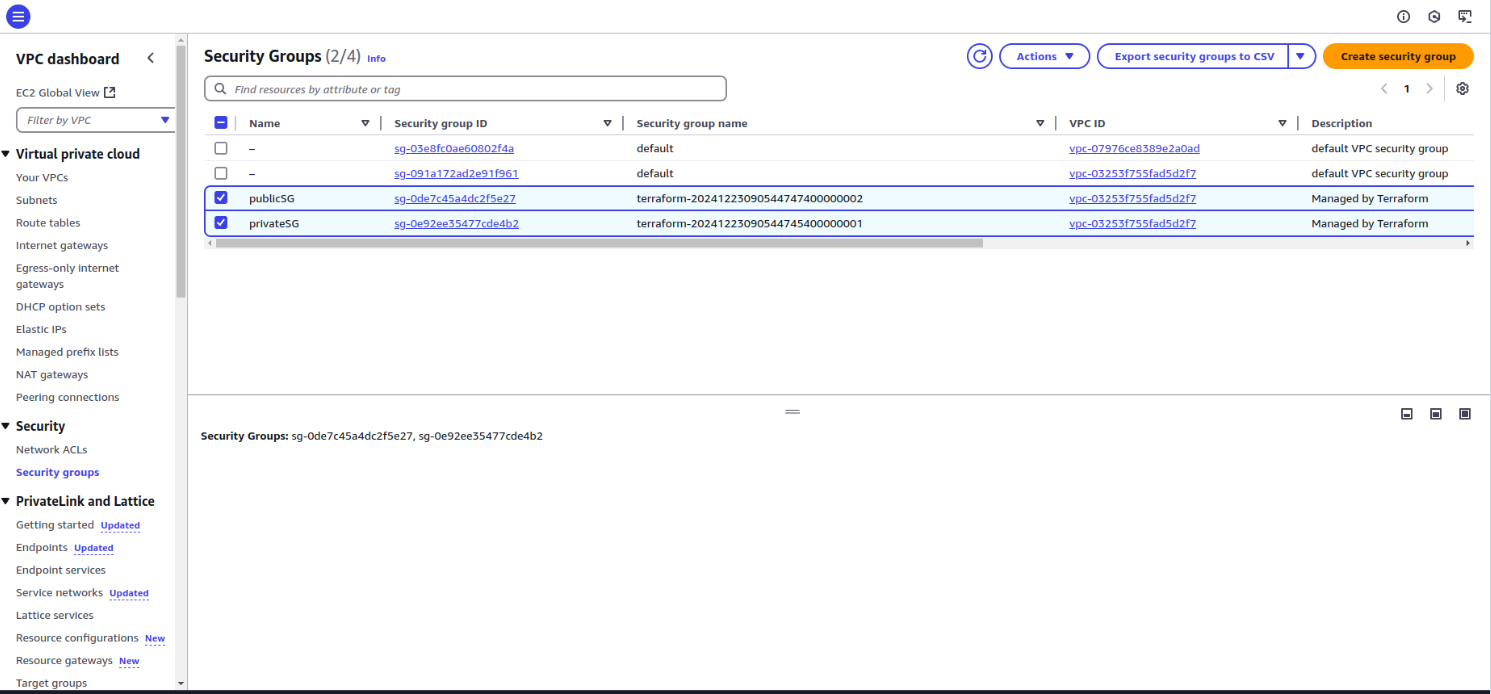 VPC dashboard
EC2 Global View
Filter by VPC
Virtual private cloud
Your VPCs
Subnets
Route tables
Internet gateways
Egress-only internet
gateways
DHCP option sets
Elastic IPs
Managed prefix lists
NAT gateways
Peering connections
Security
Network ACLs
Security groups
PrivateLink and Lattice
Getting started Updated
Endpoints Updated
Endpoint services
Service networks Updated
Lattice services
Resource configurations New
Resource gateways New
Target groups
Security Groups (2/4) Info
Actions
Export security groups to CSV
Create security group
Find resources by attribute or tag
1
Name Security group ID Security group name VPC ID Description
– sg-03e8fc0ae60802f4a default vpc-07976ce8389e2a0ad default VPC security group
– sg-091a172ad2e91f961 default vpc-03253f755fad5d2f7 default VPC security group
publicSG sg-0de7c45a4dc2f5e27 terraform-20241223090544747400000002 vpc-03253f755fad5d2f7 Managed by Terraform
privateSG sg-0e92ee35477cde4b2 terraform-20241223090544745400000001 vpc-03253f755fad5d2f7 Managed by Terraform
Security Groups: sg-0de7c45a4dc2f5e27, sg-0e92ee35477cde4b2